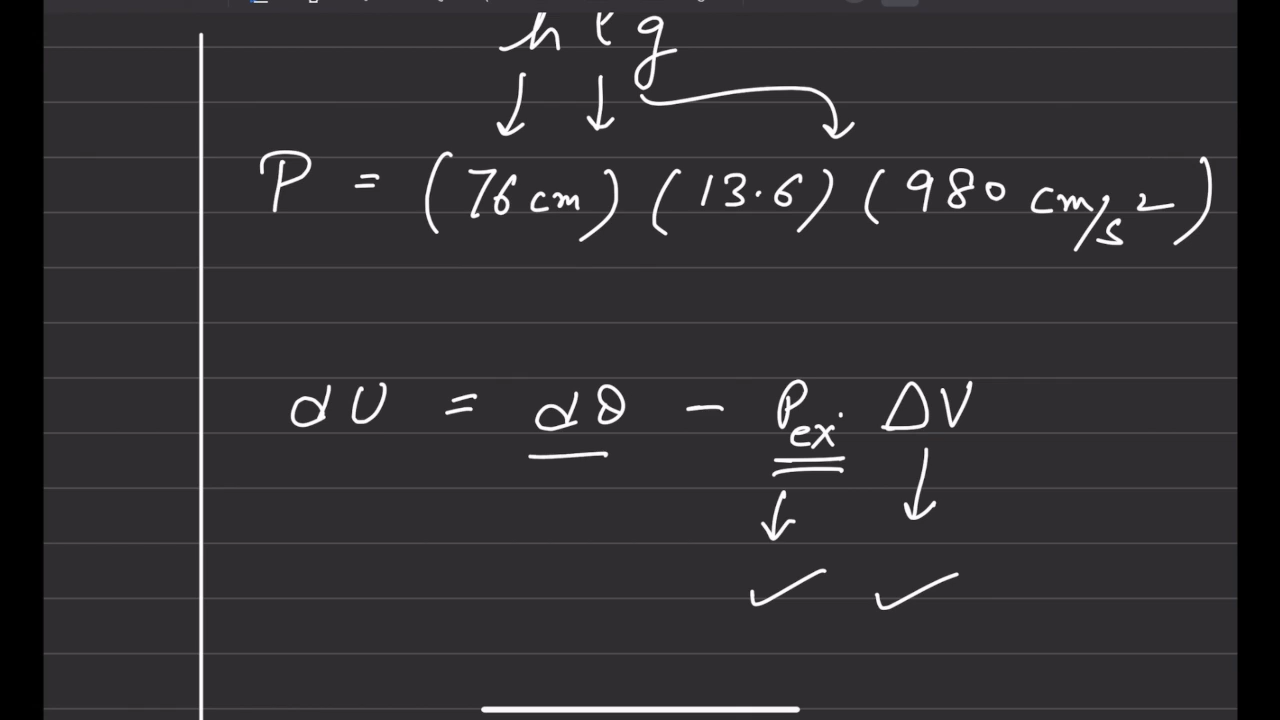 h ρ g
P = (76 cm) (13.6) (980 cm/s²)
dU = dQ - Pex. ΔV